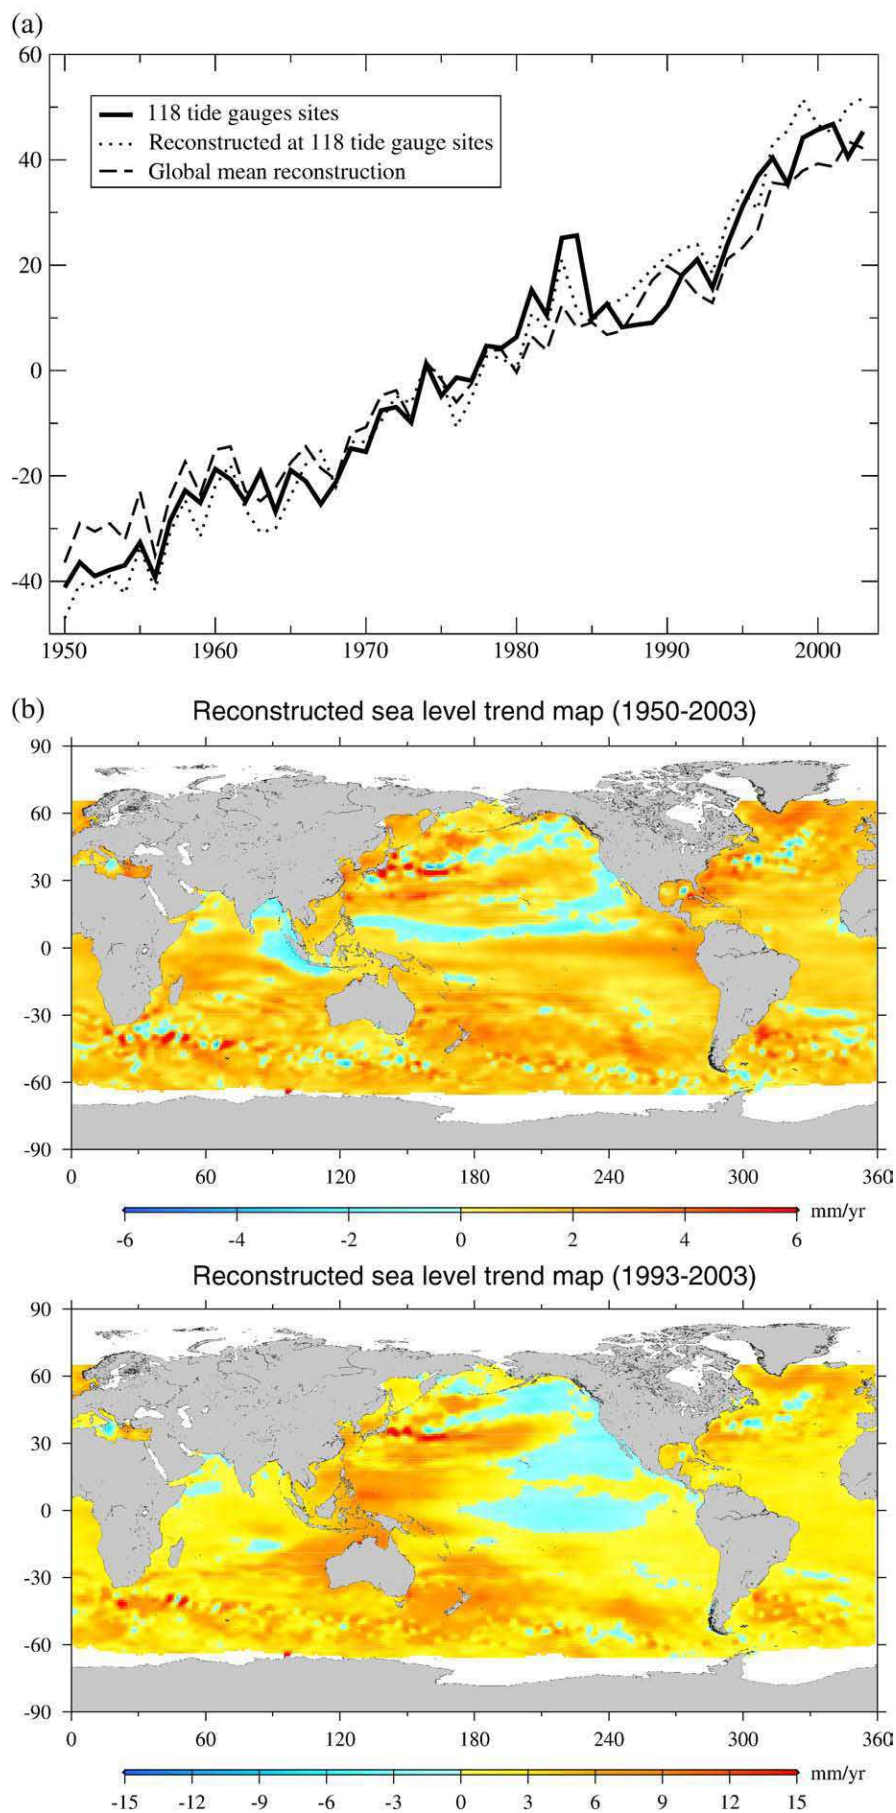 (a)
60
40
20
0
-20
-40
118 tide gauges sites
Reconstructed at 118 tide gauge sites
Global mean reconstruction
1950 1960 1970 1980 1990 2000
(b)
Reconstructed sea level trend map (1950-2003)
90
60
30
0
-30
-60
-90
0 60 120 180 240 300 360
-6 -4 -2 0 2 4 6 mm/yr
Reconstructed sea level trend map (1993-2003)
90
60
30
0
-30
-60
-90
0 60 120 180 240 300 360
-15 -12 -9 -6 -3 0 3 6 9 12 15 mm/yr